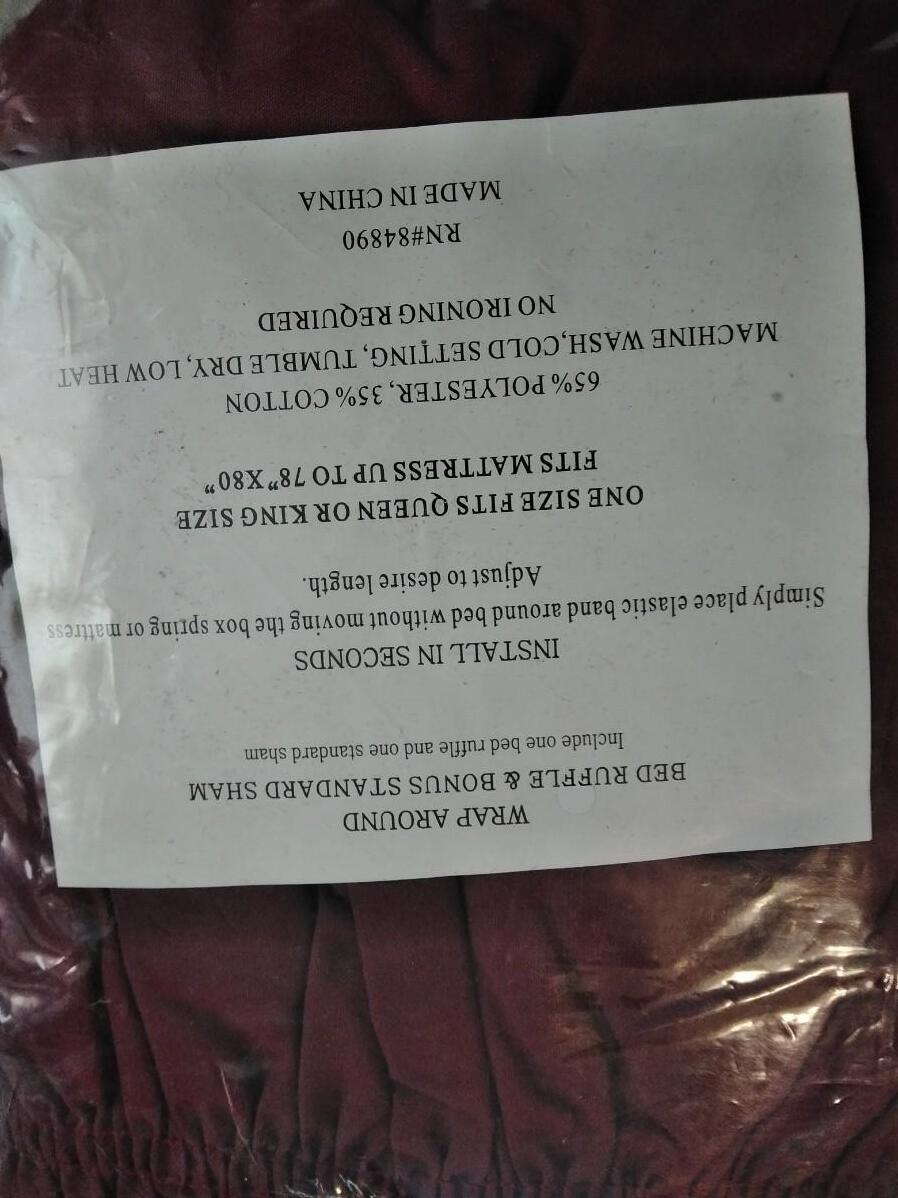 WRAP AROUND
BED RUFFLE & BONUS STANDARD SHAM
Include one bed ruffle and one standard sham
INSTALL IN SECONDS
Simply place elastic band around bed without moving the box spring or mattress
Adjust to desire length.
ONE SIZE FITS QUEEN OR KING SIZE
FITS MATTRESS UP TO 78"X80"
65% POLYESTER, 35% COTTON
MACHINE WASH,COLD SETTING, TUMBLE DRY, LOW HEAT
NO IRONING REQUIRED
RN#84890
MADE IN CHINA